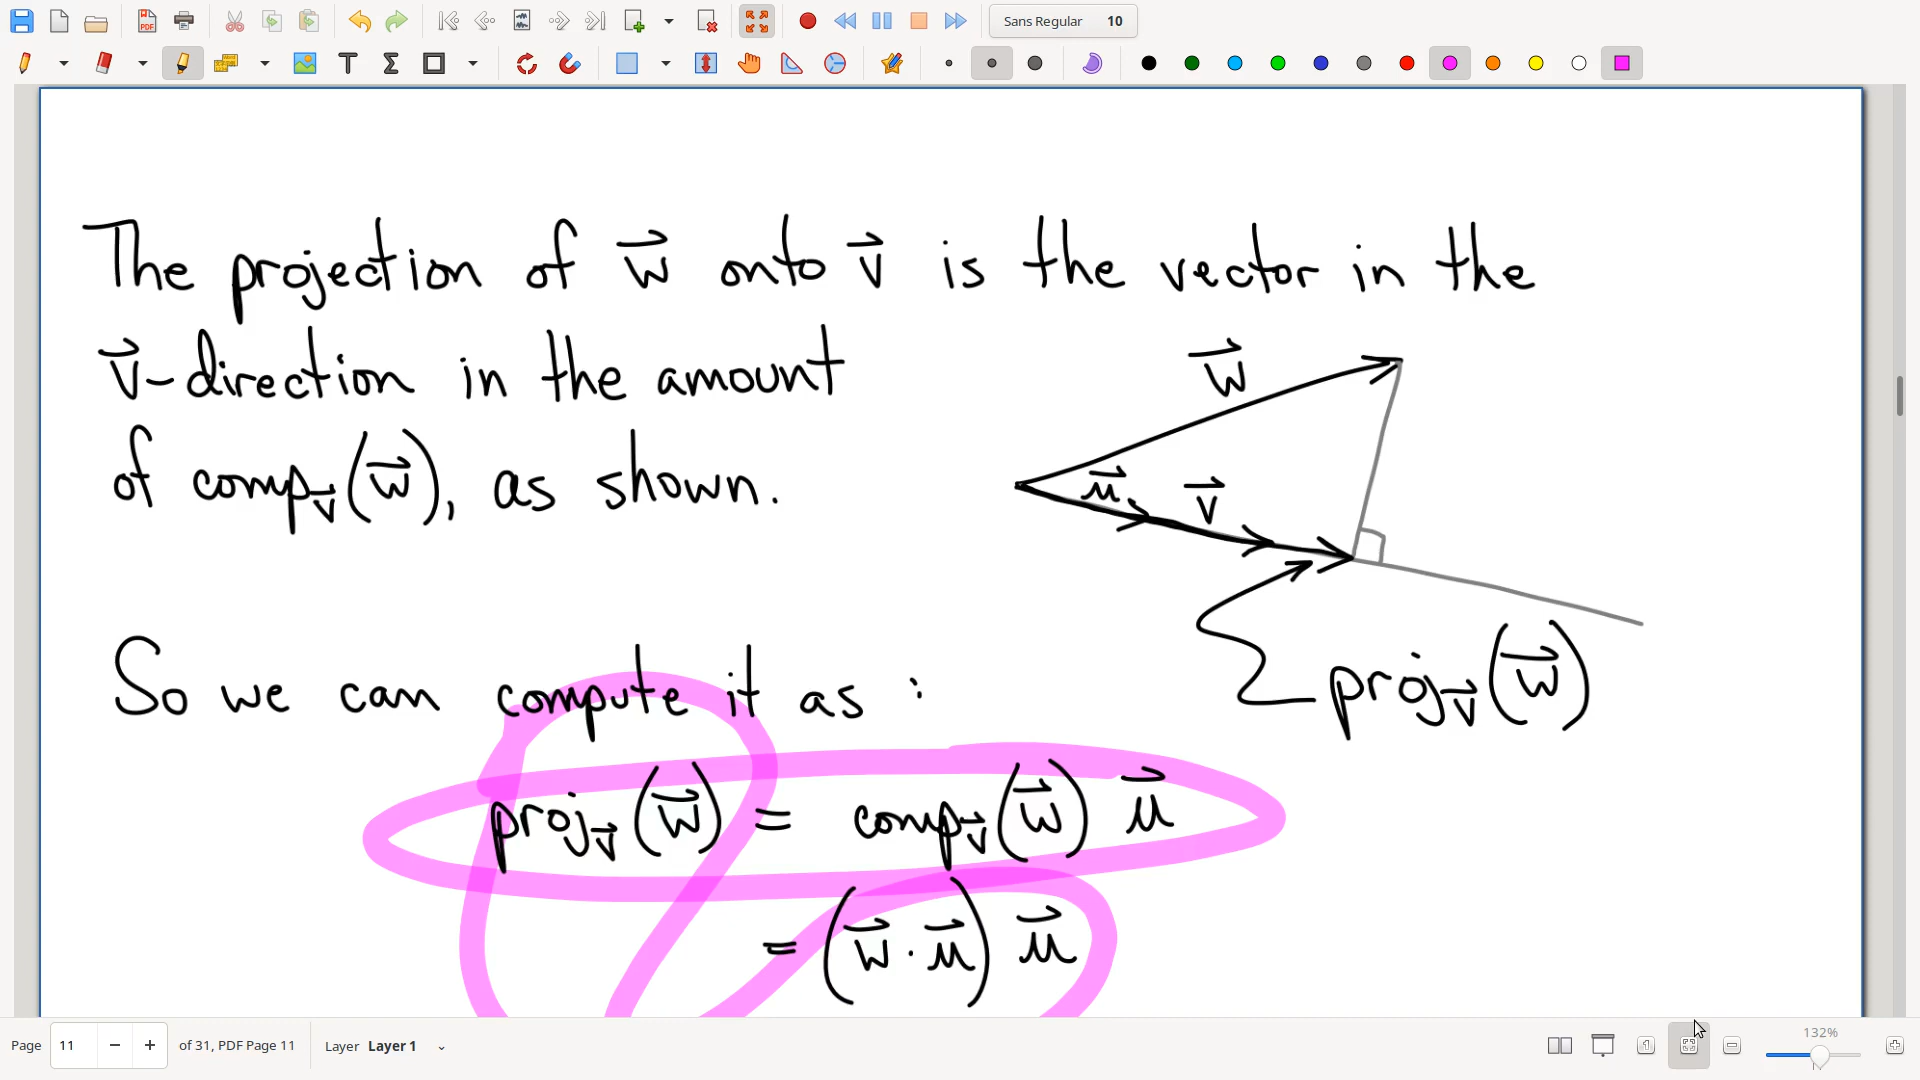 Sans Regular 10
The projection of w⃗ onto v⃗ is the vector in the
v⃗-direction in the amount
of comp_v⃗(w⃗), as shown.
w⃗
u⃗
v⃗
proj_v⃗(w⃗)
So we can compute it as :
proj_v⃗(w⃗) = comp_v⃗(w⃗) u⃗
= (w⃗ · u⃗) u⃗
Page 11 − + of 31, PDF Page 11 Layer Layer 1 132%